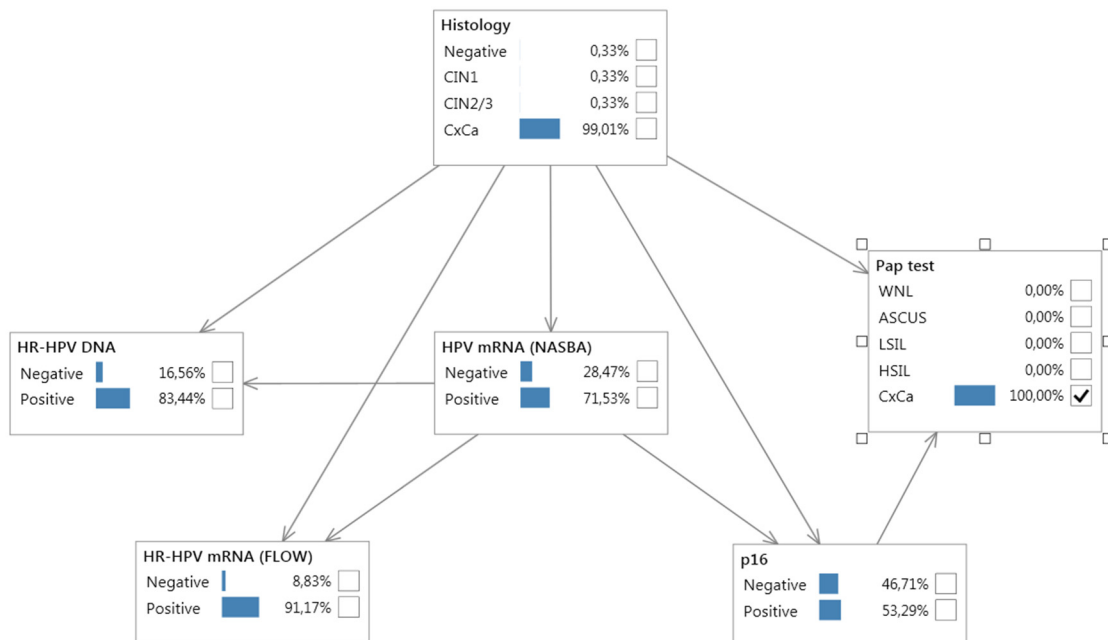 Histology
Negative 0,33%
CIN1 0,33%
CIN2/3 0,33%
CxCa 99,01%
Pap test
WNL 0,00%
ASCUS 0,00%
LSIL 0,00%
HSIL 0,00%
CxCa 100,00%
HR-HPV DNA
Negative 16,56%
Positive 83,44%
HPV mRNA (NASBA)
Negative 28,47%
Positive 71,53%
HR-HPV mRNA (FLOW)
Negative 8,83%
Positive 91,17%
p16
Negative 46,71%
Positive 53,29%